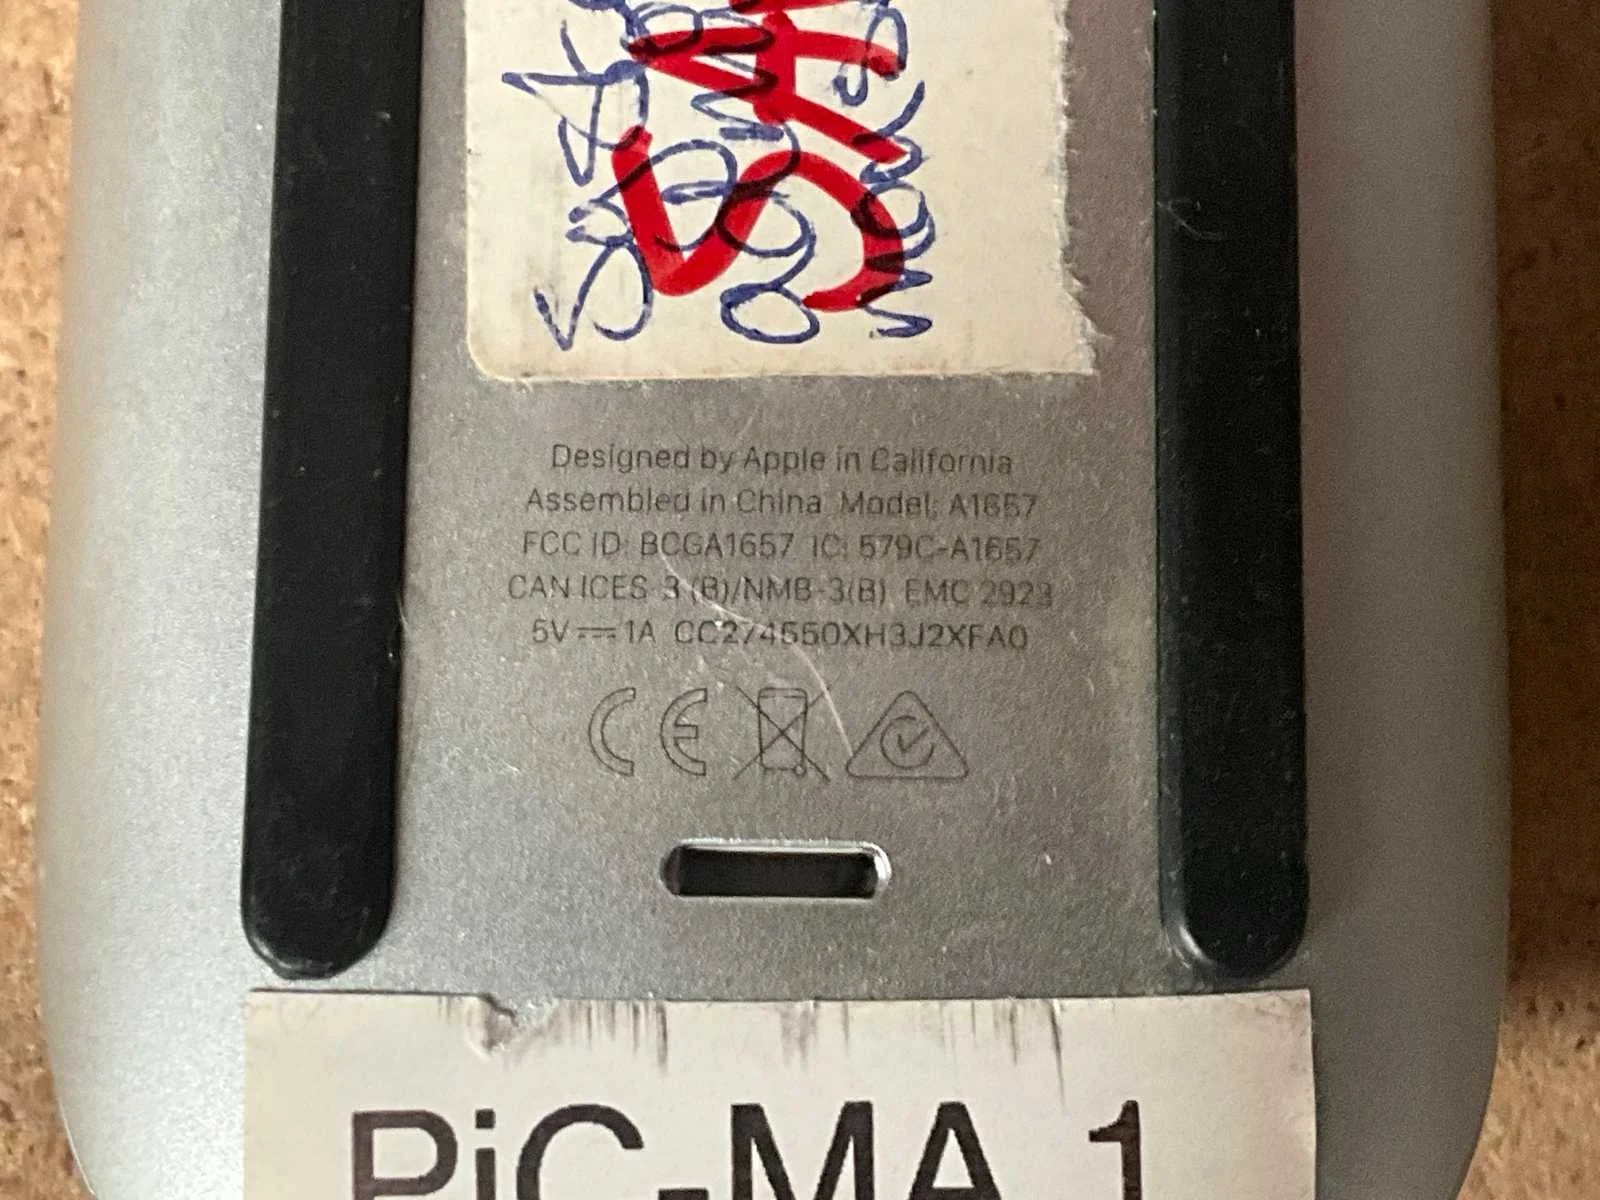 Designed by Apple in California
Assembled in China Model: A1657
FCC ID: BCGA1657 IC: 579C-A1657
CAN ICES-3 (B)/NMB-3(B) EMC 2923
5V⎓1A CC274550XH3J2XFA0
CE
PiC-MA 1